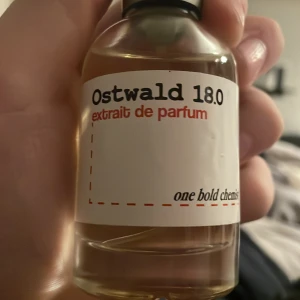 Ostwald 18.0
extrait de parfum
one bold